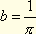 b = 1/π